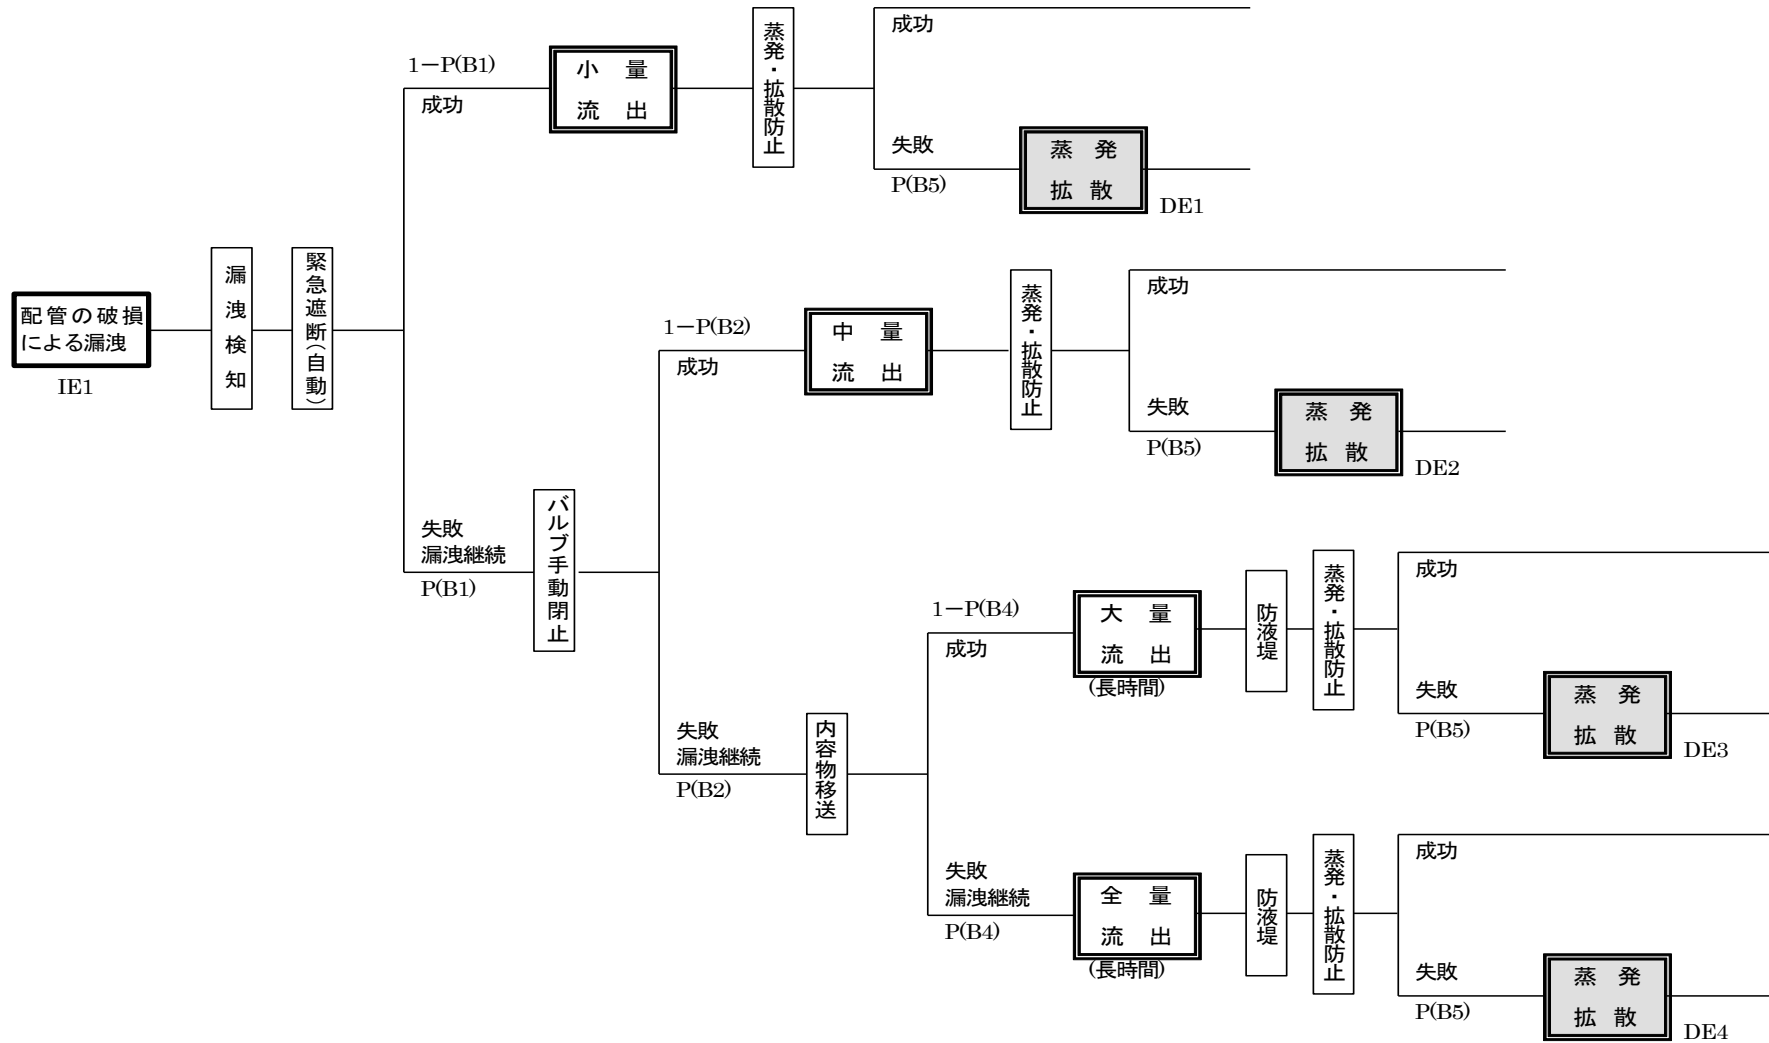 配管の破損
による漏洩
IE1
漏洩検知
緊急遮断(自動)
1－P(B1)
成功
小量
流出
蒸発・拡散防止
成功
失敗
P(B5)
蒸発
拡散
DE1
失敗
漏洩継続
P(B1)
バルブ手動閉止
1－P(B2)
成功
中量
流出
蒸発・拡散防止
成功
失敗
P(B5)
蒸発
拡散
DE2
失敗
漏洩継続
P(B2)
内容物移送
1－P(B4)
成功
大量
流出
(長時間)
防液堤
蒸発・拡散防止
成功
失敗
P(B5)
蒸発
拡散
DE3
失敗
漏洩継続
P(B4)
全量
流出
(長時間)
防液堤
蒸発・拡散防止
成功
失敗
P(B5)
蒸発
拡散
DE4